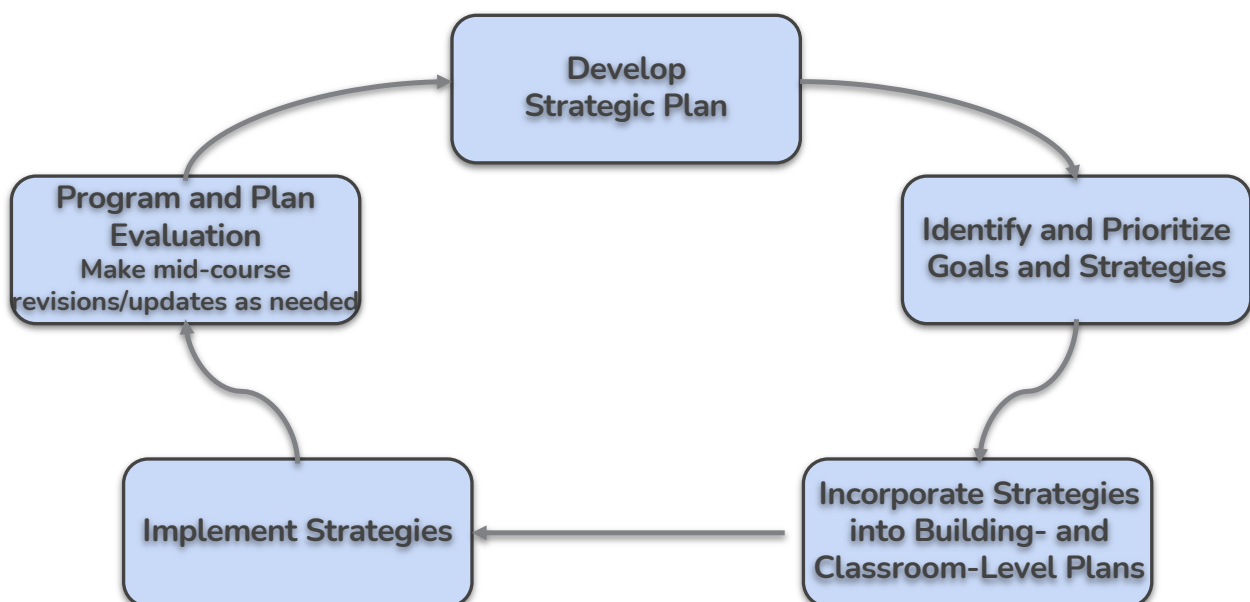 Develop
Strategic Plan
Program and Plan
Evaluation
Make mid-course
revisions/updates as needed
Identify and Prioritize
Goals and Strategies
Implement Strategies
Incorporate Strategies
into Building- and
Classroom-Level Plans